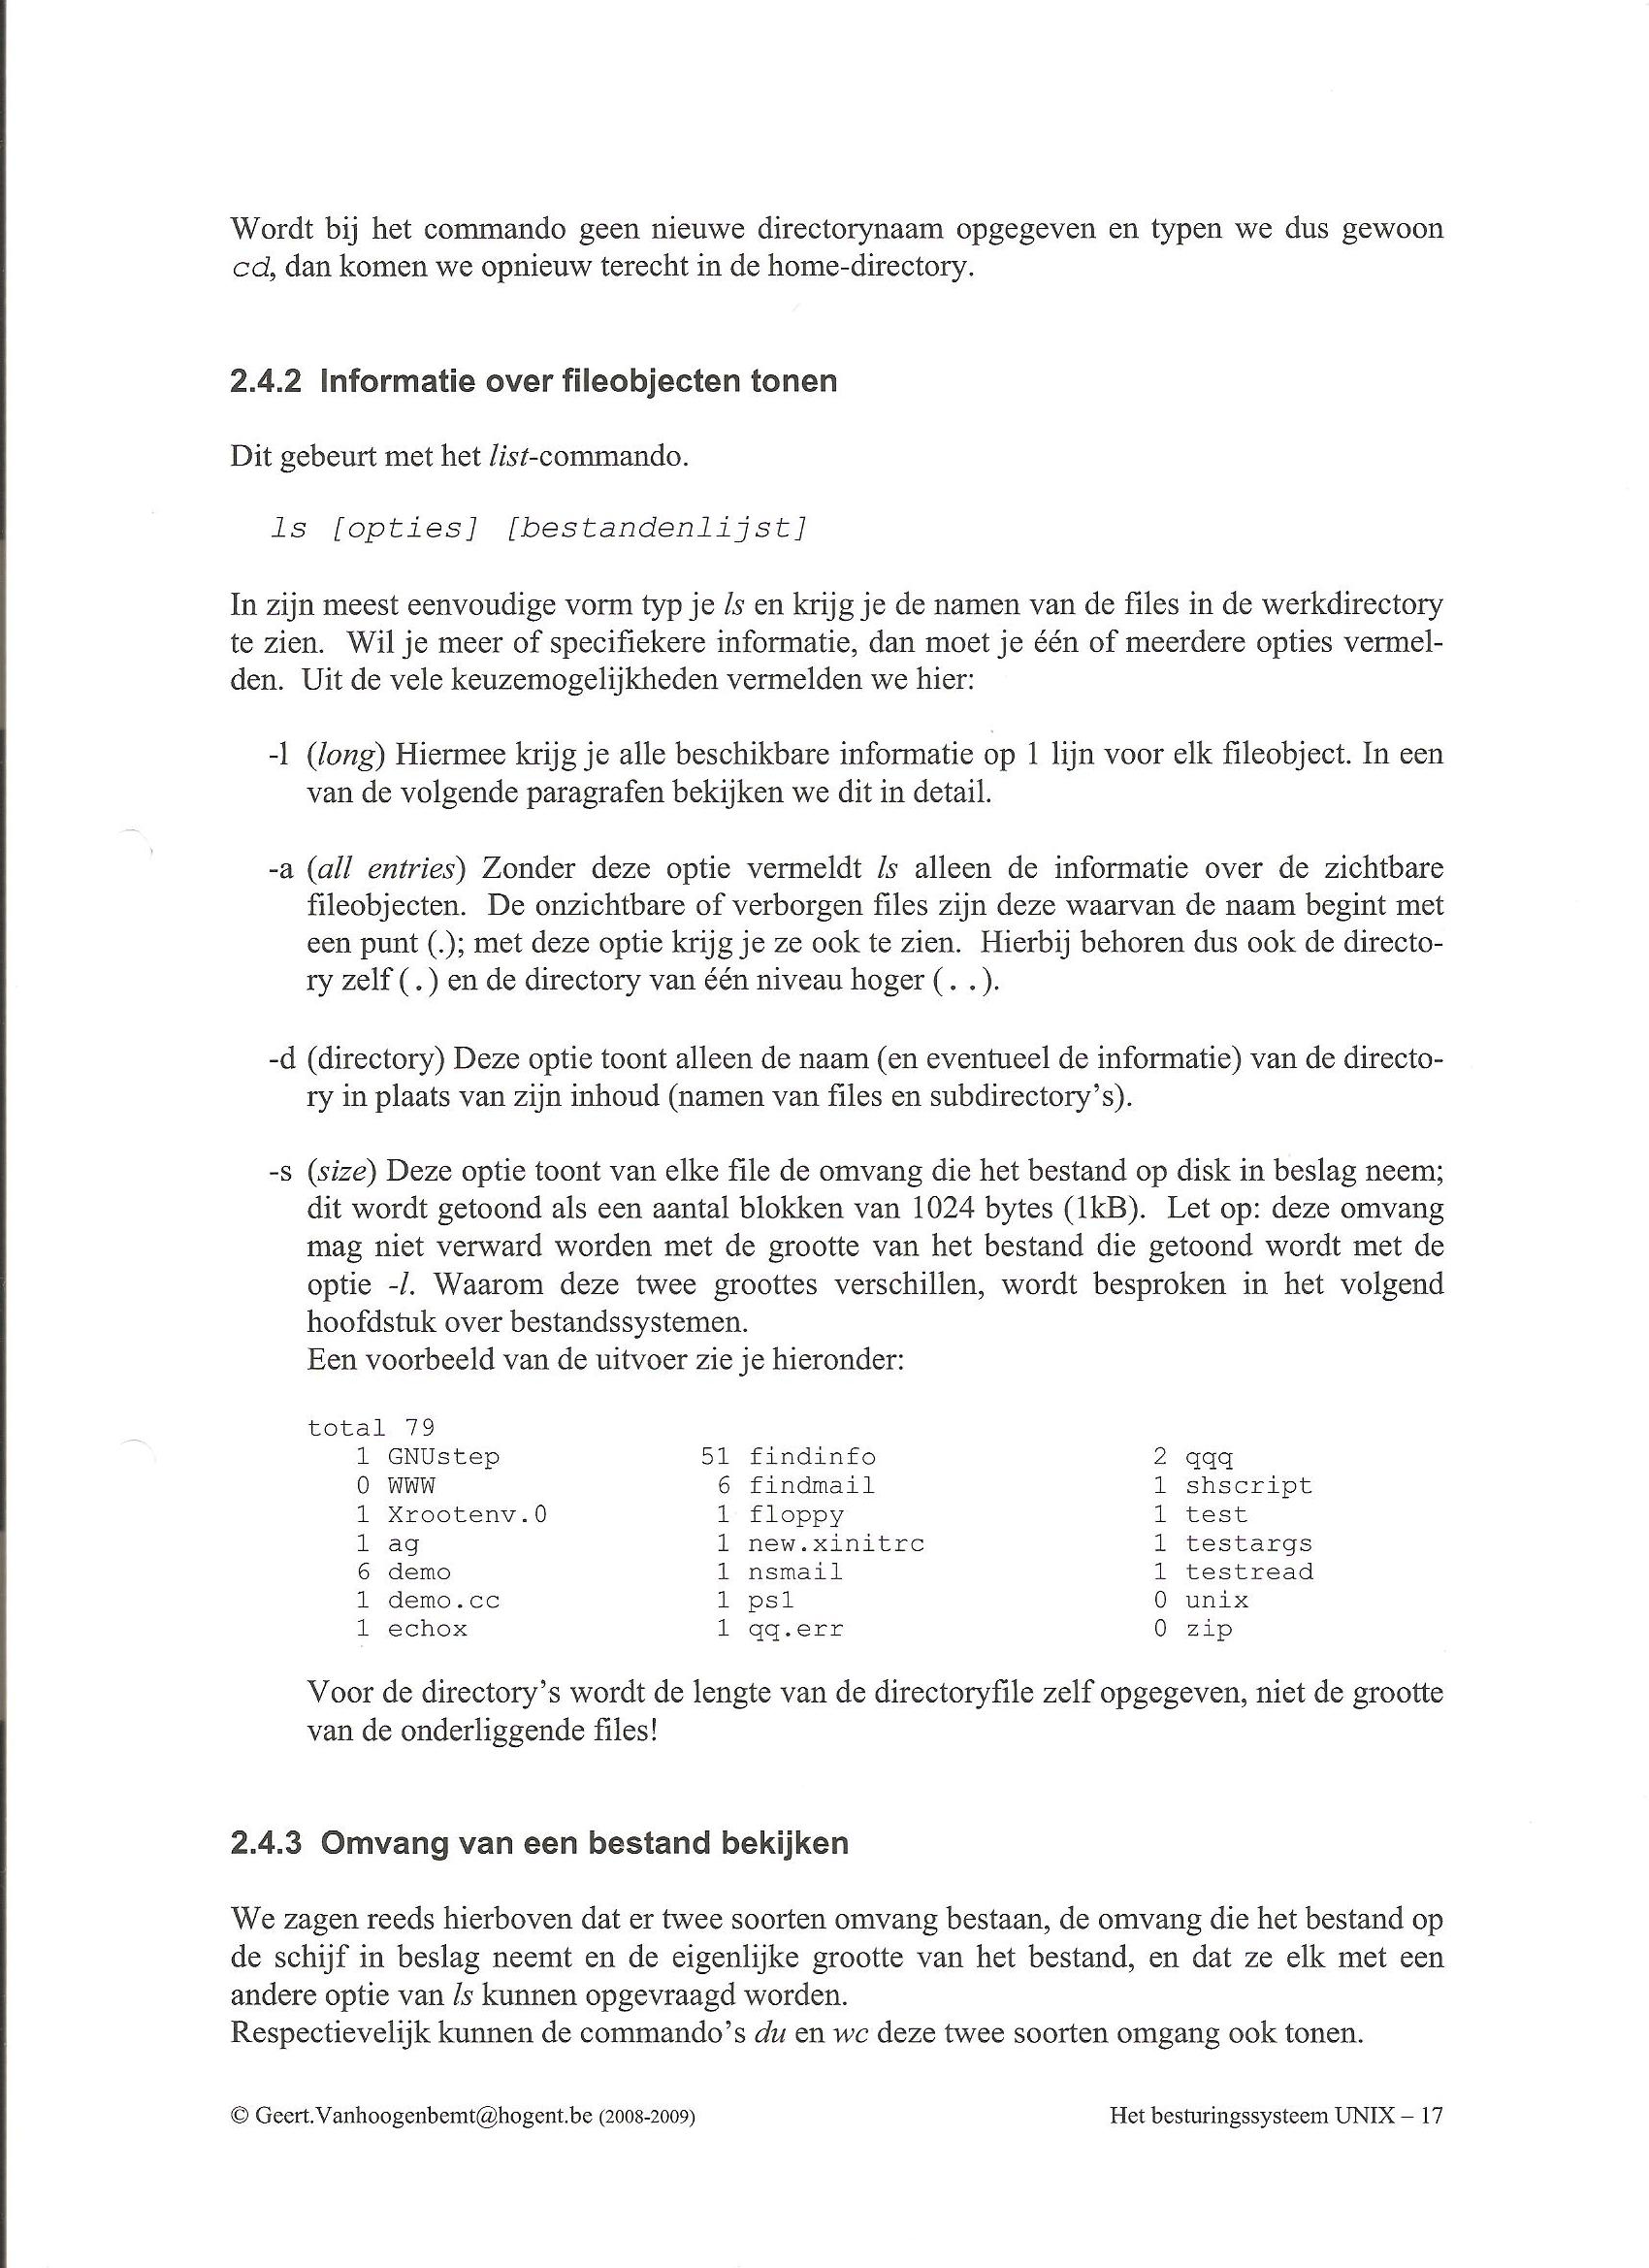 Wordt bij het commando geen nieuwe directorynaam opgegeven en typen we dus gewoon
cd, dan komen we opnieuw terecht in de home-directory.
2.4.2 Informatie over fileobjecten tonen
Dit gebeurt met het list-commando.
ls [opties] [bestandenlijst]
In zijn meest eenvoudige vorm typ je ls en krijg je de namen van de files in de werkdirectory
te zien. Wil je meer of specifiekere informatie, dan moet je één of meerdere opties vermel-
den. Uit de vele keuzemogelijkheden vermelden we hier:
-l (long) Hiermee krijg je alle beschikbare informatie op 1 lijn voor elk fileobject. In een
van de volgende paragrafen bekijken we dit in detail.
-a (all entries) Zonder deze optie vermeldt ls alleen de informatie over de zichtbare
fileobjecten. De onzichtbare of verborgen files zijn deze waarvan de naam begint met
een punt (.); met deze optie krijg je ze ook te zien. Hierbij behoren dus ook de directo-
ry zelf (.) en de directory van één niveau hoger (. .).
-d (directory) Deze optie toont alleen de naam (en eventueel de informatie) van de directo-
ry in plaats van zijn inhoud (namen van files en subdirectory's).
-s (size) Deze optie toont van elke file de omvang die het bestand op disk in beslag neem;
dit wordt getoond als een aantal blokken van 1024 bytes (1kB). Let op: deze omvang
mag niet verward worden met de grootte van het bestand die getoond wordt met de
optie -l. Waarom deze twee groottes verschillen, wordt besproken in het volgend
hoofdstuk over bestandssystemen.
Een voorbeeld van de uitvoer zie je hieronder:
total 79
1 GNUstep 51 findinfo 2 qqq
0 WWW 6 findmail 1 shscript
1 Xrootenv.0 1 floppy 1 test
1 ag 1 new.xinitrc 1 testargs
6 demo 1 nsmail 1 testread
1 demo.cc 1 ps1 0 unix
1 echox 1 qq.err 0 zip
Voor de directory's wordt de lengte van de directoryfile zelf opgegeven, niet de grootte
van de onderliggende files!
2.4.3 Omvang van een bestand bekijken
We zagen reeds hierboven dat er twee soorten omvang bestaan, de omvang die het bestand op
de schijf in beslag neemt en de eigenlijke grootte van het bestand, en dat ze elk met een
andere optie van ls kunnen opgevraagd worden.
Respectievelijk kunnen de commando's du en wc deze twee soorten omgang ook tonen.
© Geert.Vanhoogenbemt@hogent.be (2008-2009) Het besturingssysteem UNIX – 17